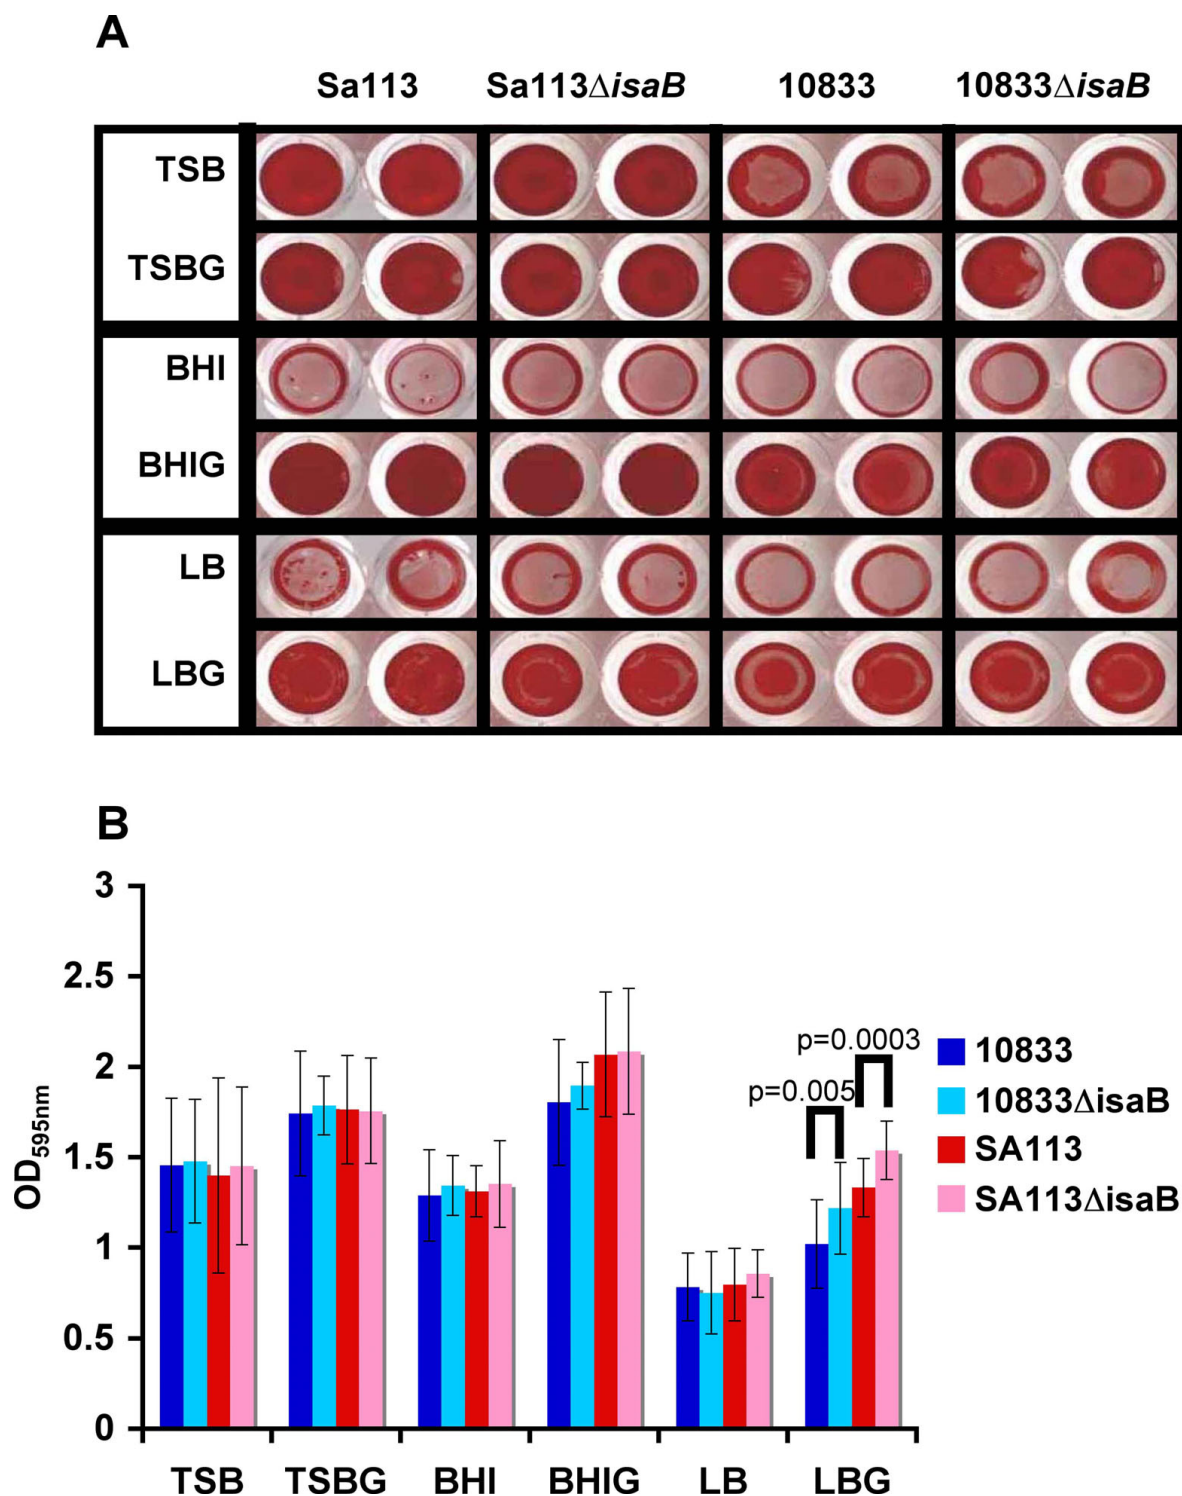 A
Sa113 Sa113ΔisaB 10833 10833ΔisaB
TSB
TSBG
BHI
BHIG
LB
LBG
B
3
2.5
2
1.5
1
0.5
0
OD595nm
p=0.0003
p=0.005
10833
10833ΔisaB
SA113
SA113ΔisaB
TSB TSBG BHI BHIG LB LBG